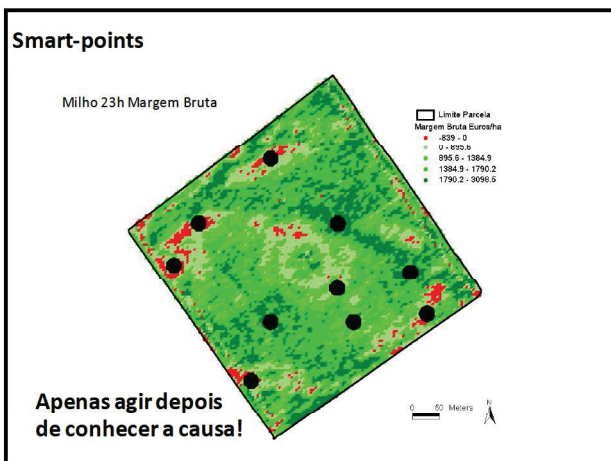 Smart-points
Milho 23h Margem Bruta
Limite Parcela
Margem Bruta Euros/ha
-839 - 0
0 - 895.6
895.6 - 1384.9
1384.9 - 1790.2
1790.2 - 3098.5
Apenas agir depois
de conhecer a causa!
0 50 Meters N